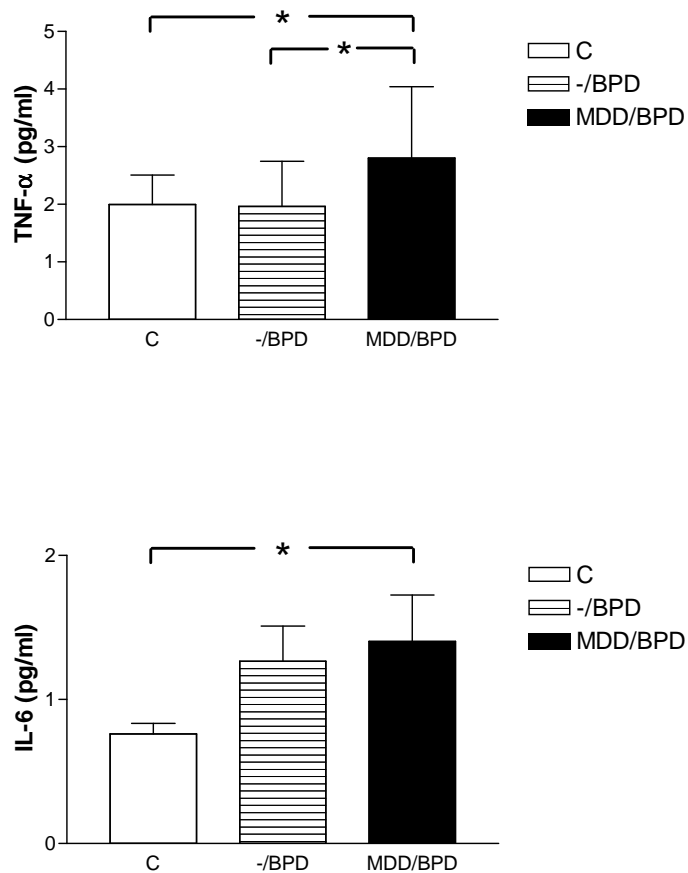 *
*
5
4
3
2
1
0
TNF-α (pg/ml)
C
-/BPD
MDD/BPD
C
-/BPD
MDD/BPD
*
2
1
0
IL-6 (pg/ml)
C
-/BPD
MDD/BPD
C
-/BPD
MDD/BPD